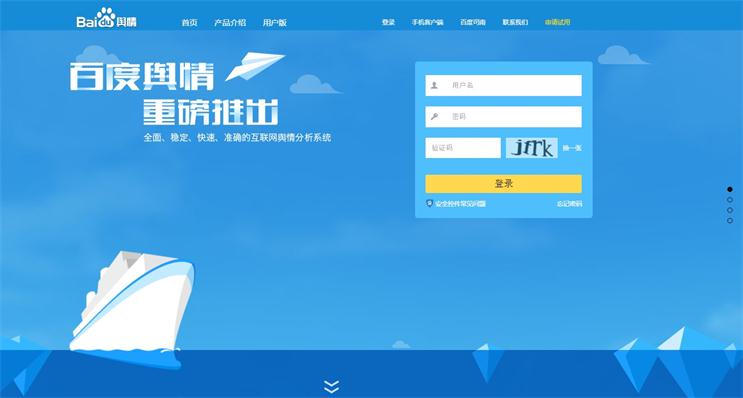 Baidu 舆情
首页 产品介绍 用户版
登录 手机客户端 百度司南 联系我们 申请试用
百度舆情
重磅推出
全面、稳定、快速、准确的互联网舆情分析系统
用户名
密码
验证码
换一张
登录
安全控件常见问题 忘记密码